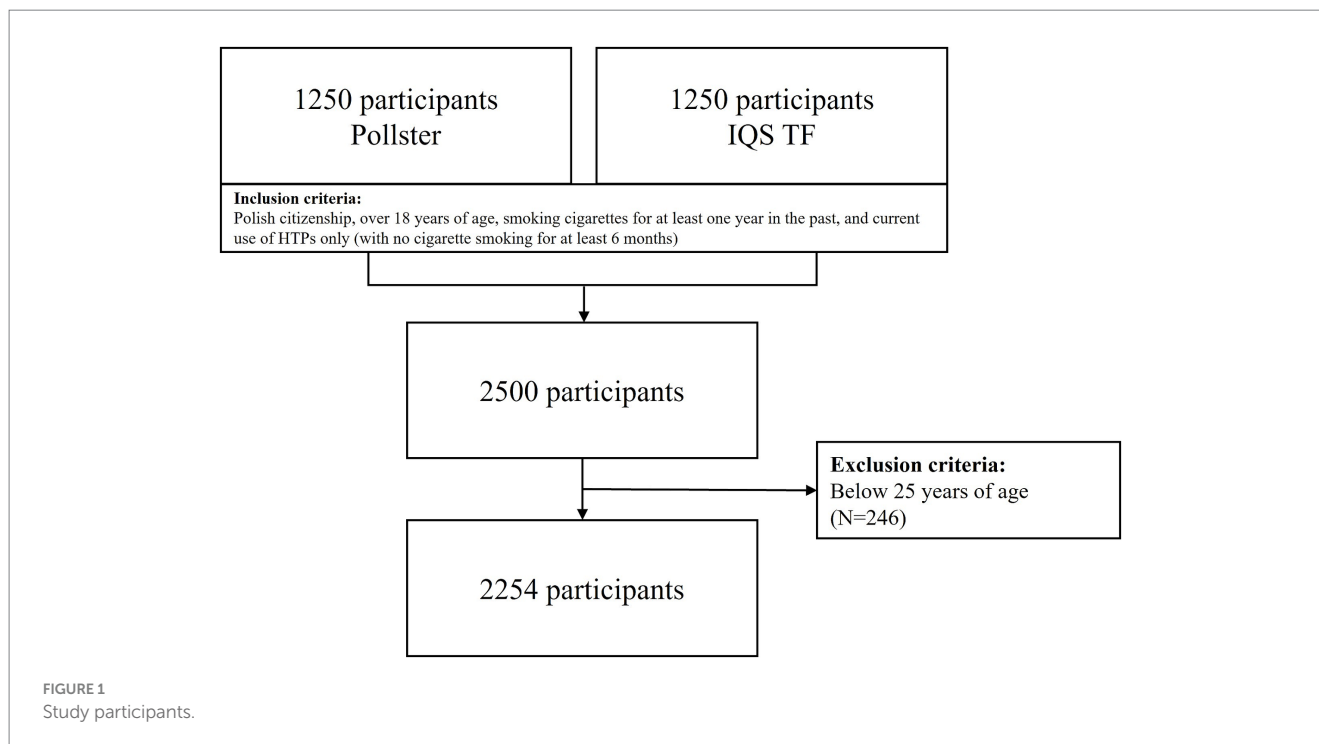 1250 participants
Pollster
1250 participants
IQS TF
Inclusion criteria:
Polish citizenship, over 18 years of age, smoking cigarettes for at least one year in the past, and current
use of HTPs only (with no cigarette smoking for at least 6 months)
2500 participants
Exclusion criteria:
Below 25 years of age
(N=246)
2254 participants
FIGURE 1
Study participants.